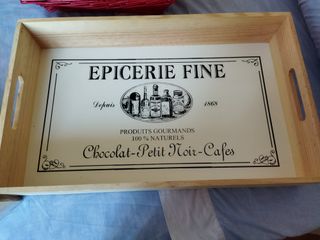 EPICERIE FINE
Depuis 1868
PRODUITS GOURMANDS
100 % NATURELS
Chocolat-Petit Noir-Cafes